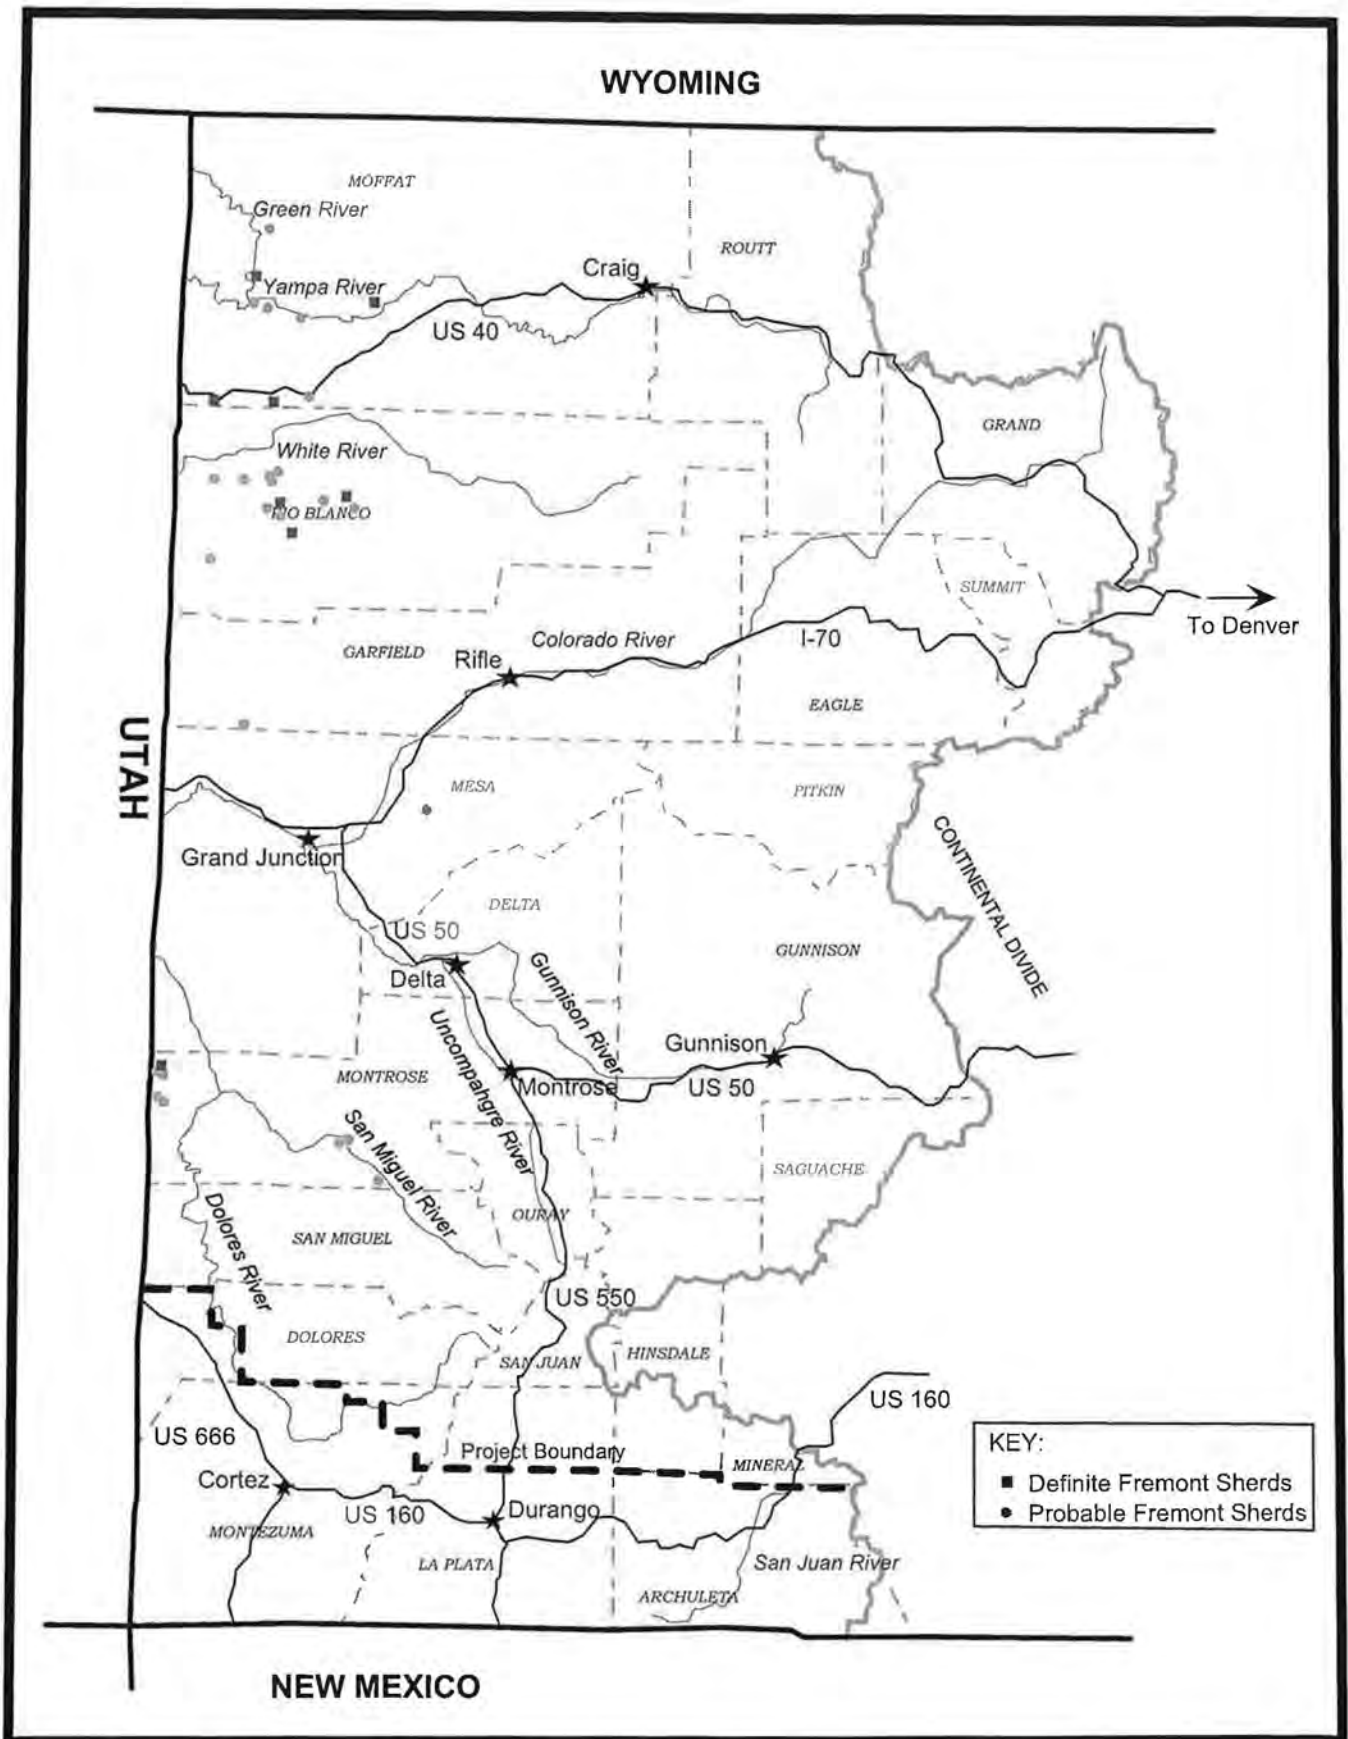 WYOMING
MOFFAT
Green River
ROUTT
Craig
Yampa River
US 40
GRAND
White River
RIO BLANCO
SUMMIT
To Denver
Colorado River
I-70
GARFIELD
Rifle
EAGLE
UTAH
MESA
PITKIN
Grand Junction
CONTINENTAL DIVIDE
DELTA
US 50
GUNNISON
Delta
Gunnison River
Uncompahgre River
Gunnison
MONTROSE
Montrose
US 50
San Miguel River
SAGUACHE
Dolores River
OURAY
SAN MIGUEL
US 550
DOLORES
HINSDALE
SAN JUAN
US 160
US 666
Project Boundary
MINERAL
KEY:
Definite Fremont Sherds
Probable Fremont Sherds
Cortez
US 160
Durango
MONTEZUMA
LA PLATA
San Juan River
ARCHULETA
NEW MEXICO